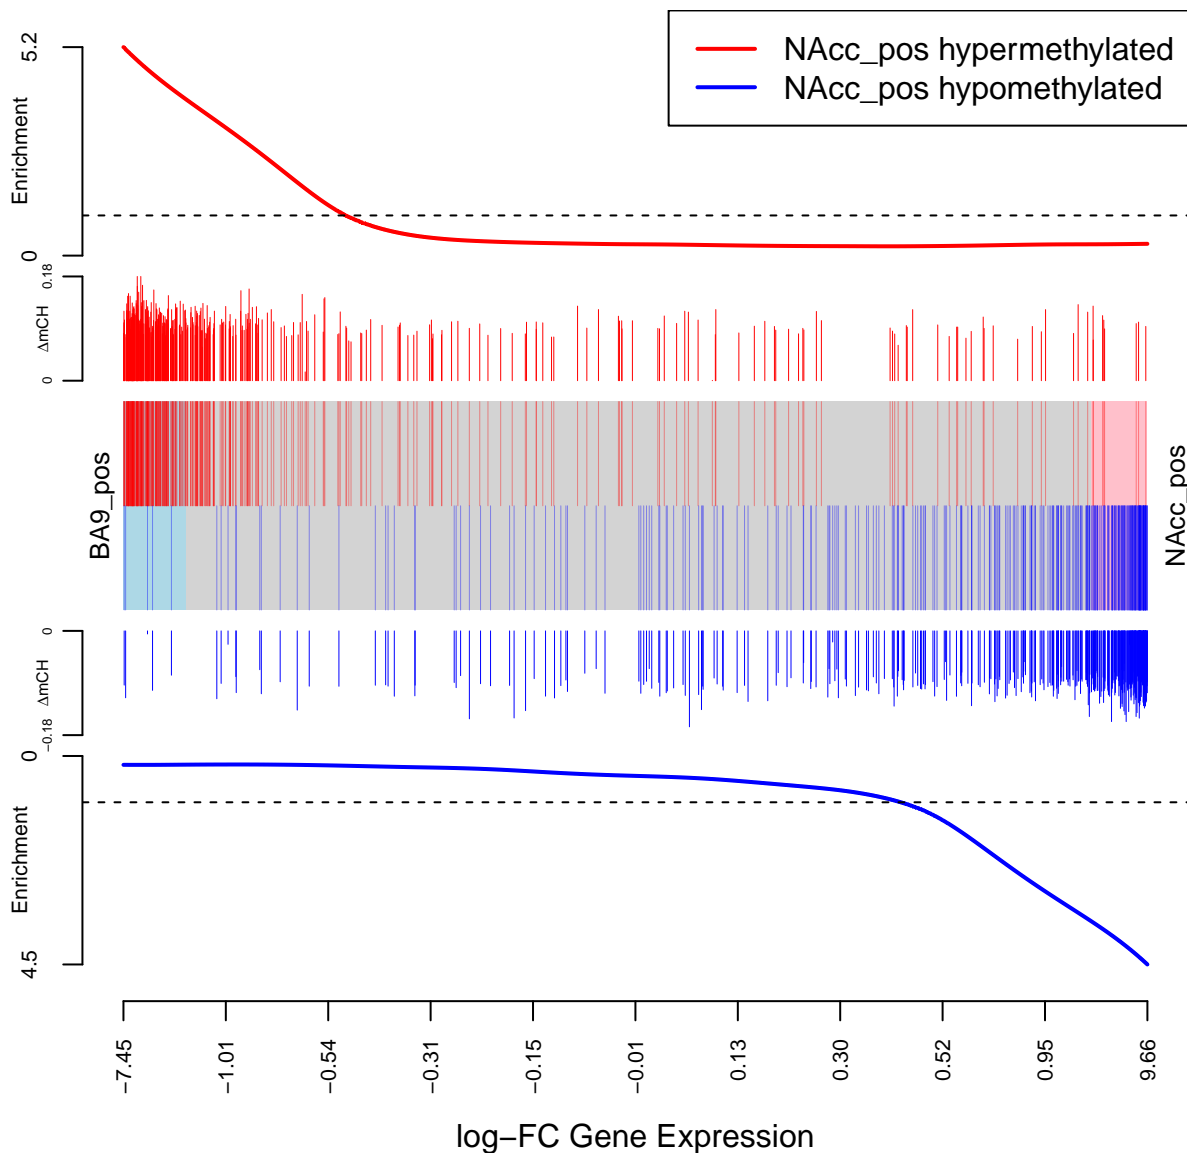 NAcc_pos hypermethylated
NAcc_pos hypomethylated
5.2
Enrichment
0
0.18
ΔmCH
0
BA9_pos
NAcc_pos
0
ΔmCH
−0.18
0
Enrichment
4.5
−7.45 −1.01 −0.54 −0.31 −0.15 −0.01 0.13 0.30 0.52 0.95 9.66
log−FC Gene Expression